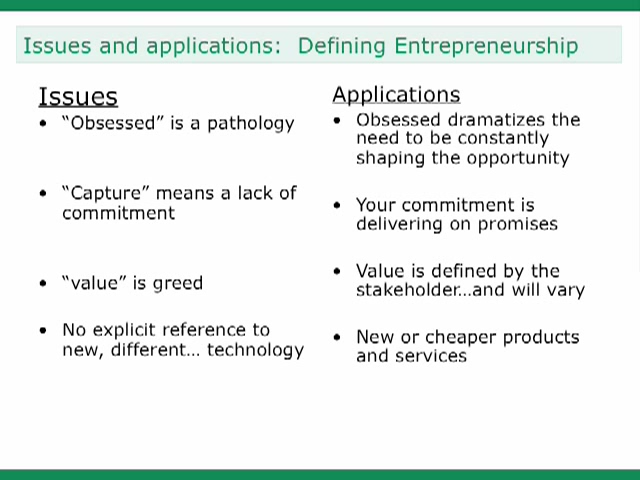 Issues and applications:  Defining Entrepreneurship
Issues
• “Obsessed” is a pathology
• “Capture” means a lack of
commitment
• “value” is greed
• No explicit reference to
new, different… technology
Applications
• Obsessed dramatizes the
need to be constantly
shaping the opportunity
• Your commitment is
delivering on promises
• Value is defined by the
stakeholder…and will vary
• New or cheaper products
and services